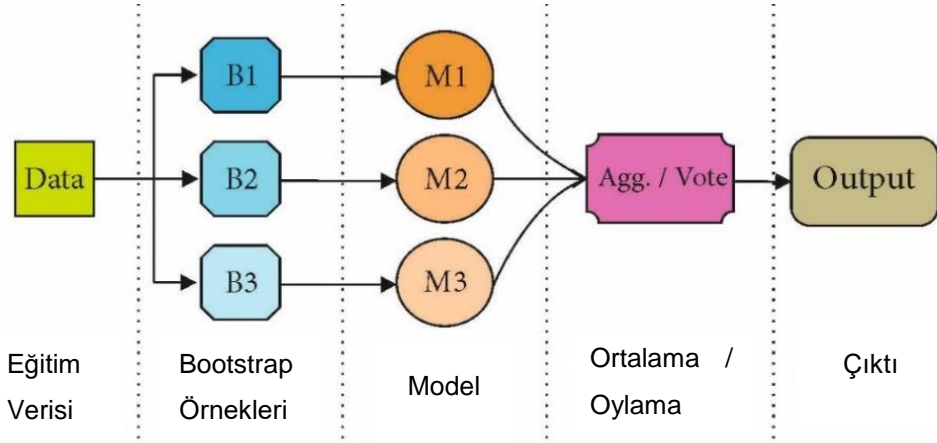 B1
M1
Data
B2
M2
Agg. / Vote
Output
B3
M3
Eğitim
Verisi
Bootstrap
Örnekleri
Model
Ortalama /
Oylama
Çıktı